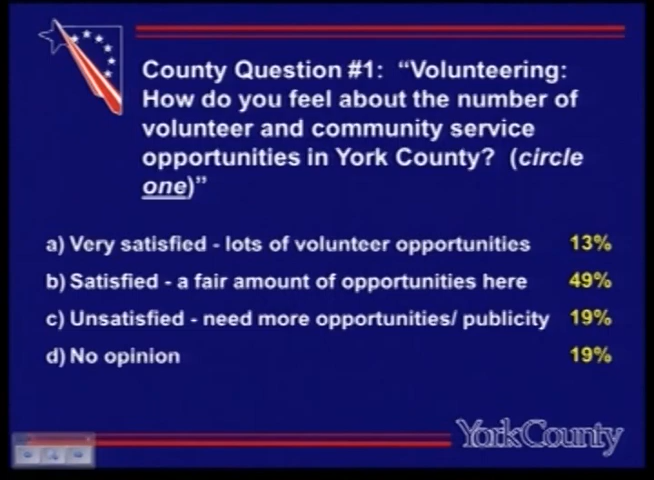 County Question #1: “Volunteering:
How do you feel about the number of
volunteer and community service
opportunities in York County? (circle
one)”
a) Very satisfied - lots of volunteer opportunities 13%
b) Satisfied - a fair amount of opportunities here 49%
c) Unsatisfied - need more opportunities/ publicity 19%
d) No opinion 19%
York County